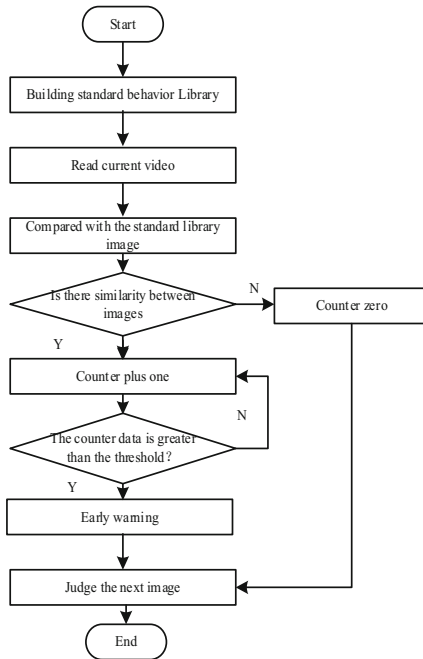 Start
Building standard behavior Library
Read current video
Compared with the standard library
image
Is there similarity between
images
N
Counter zero
Y
Counter plus one
N
The counter data is greater
than the threshold?
Y
Early warning
Judge the next image
End